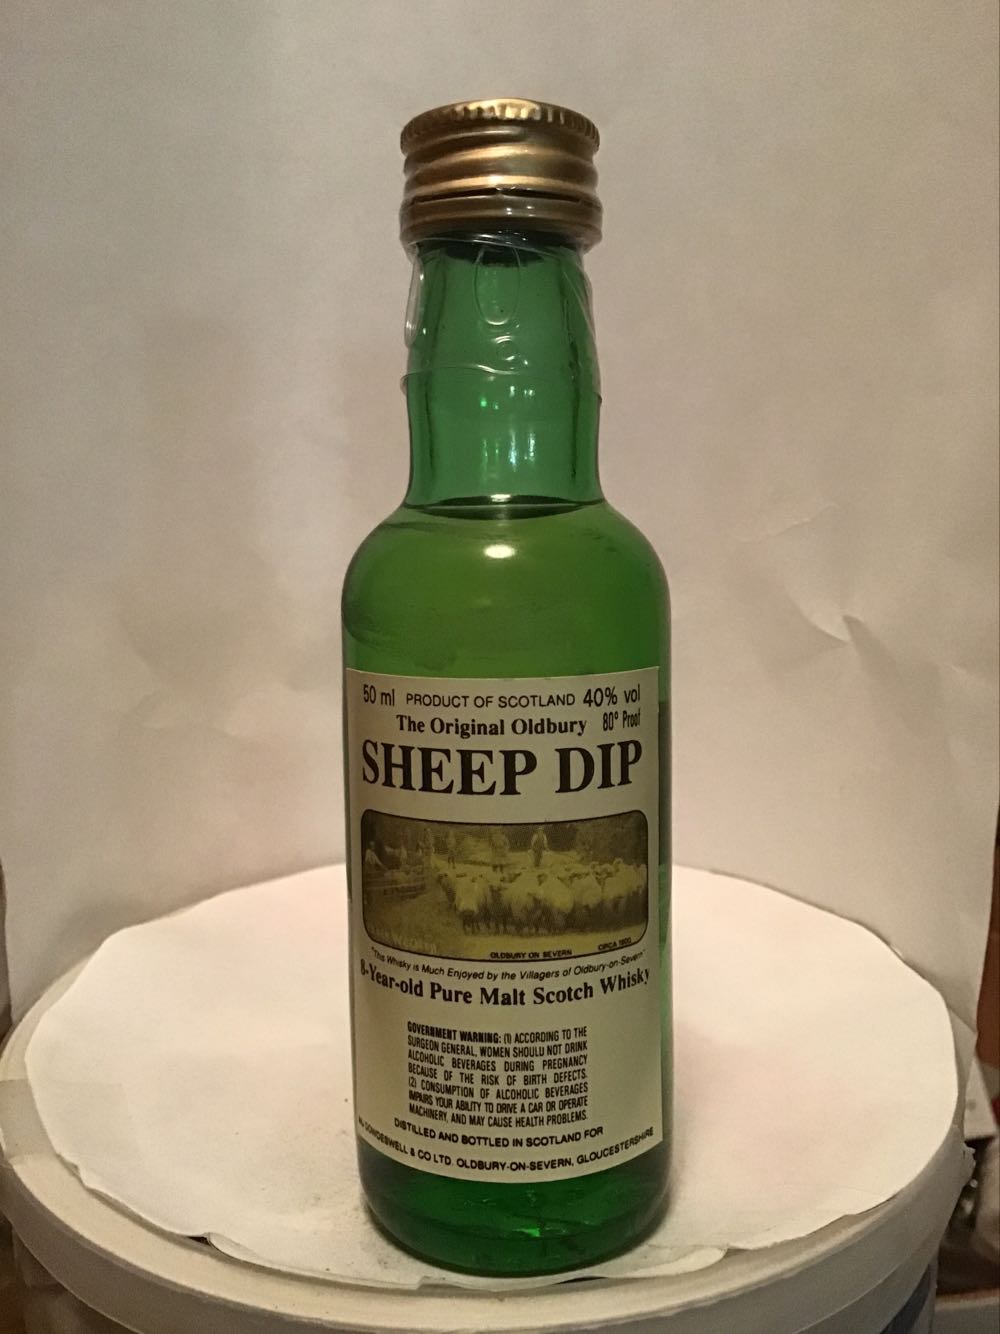 50 ml PRODUCT OF SCOTLAND 40% vol
The Original Oldbury 80° Proof
SHEEP DIP
OLDBURY ON SEVERN CIRCA 1900
"This Whisky is Much Enjoyed by the Villagers of Oldbury-on-Severn"
8-Year-old Pure Malt Scotch Whisky
GOVERNMENT WARNING: (1) ACCORDING TO THE
SURGEON GENERAL, WOMEN SHOULD NOT DRINK
ALCOHOLIC BEVERAGES DURING PREGNANCY
BECAUSE OF THE RISK OF BIRTH DEFECTS.
(2) CONSUMPTION OF ALCOHOLIC BEVERAGES
IMPAIRS YOUR ABILITY TO DRIVE A CAR OR OPERATE
MACHINERY, AND MAY CAUSE HEALTH PROBLEMS.
DISTILLED AND BOTTLED IN SCOTLAND FOR
DOWDESWELL & CO LTD. OLDBURY-ON-SEVERN, GLOUCESTERSHIRE